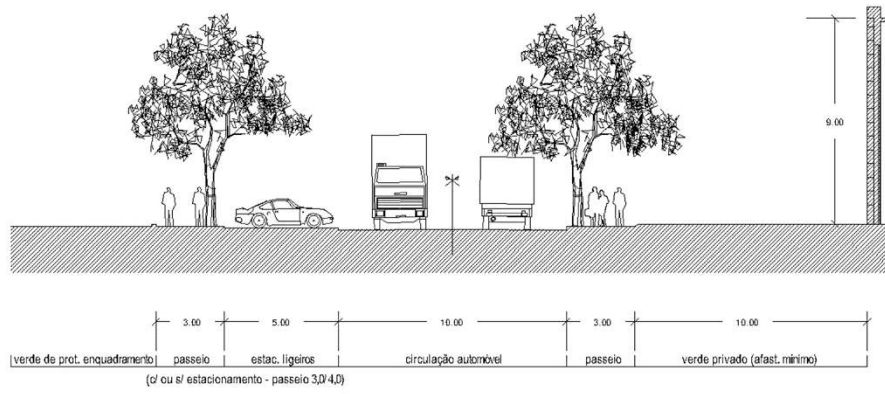 9.00
3.00 5.00 10.00 3.00 10.00
verde de prot. enquadramento passeio estac. ligeiros circulação automóvel passeio verde privado (afast. mínimo)
(c/ ou s/ estacionamento - passeio 3,0/4,0)